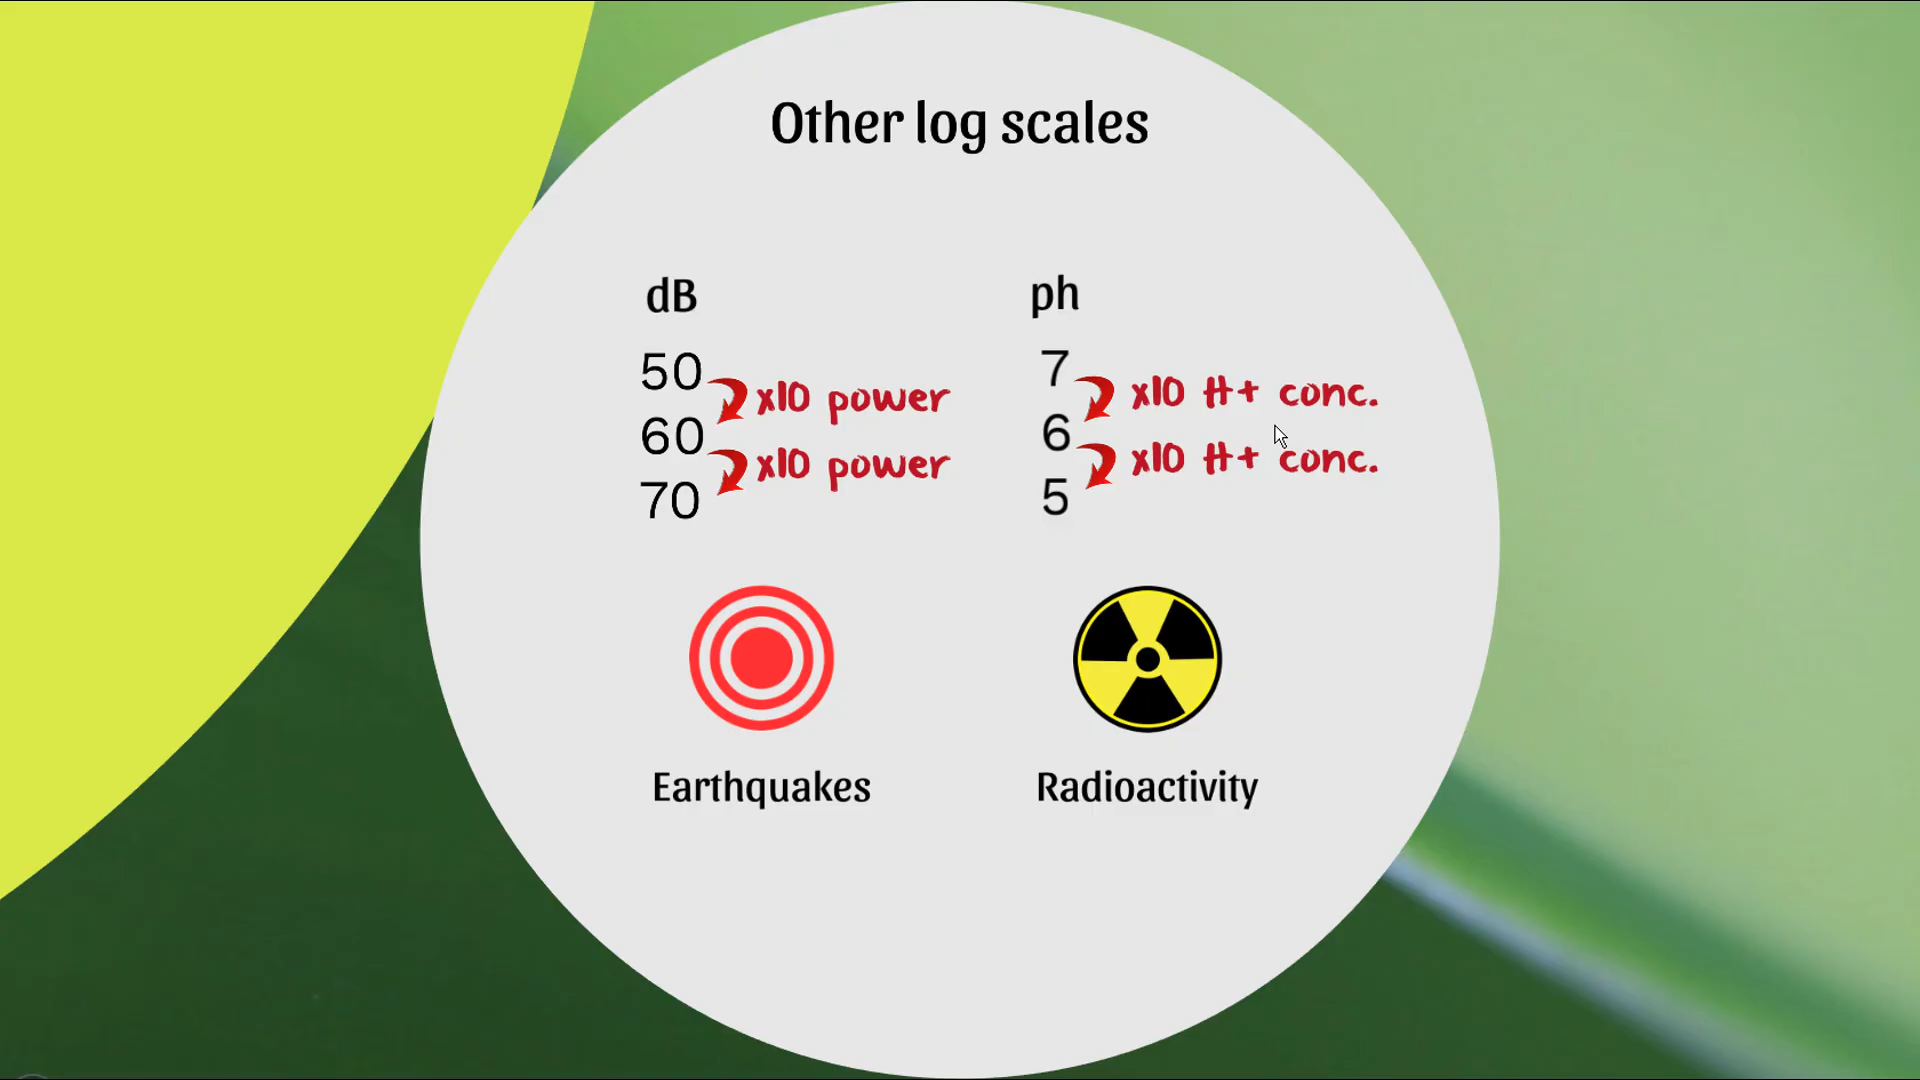 Other log scales
dB
50
x10 power
60
x10 power
70
ph
7
x10 H+ conc.
6
x10 H+ conc.
5
Earthquakes
Radioactivity